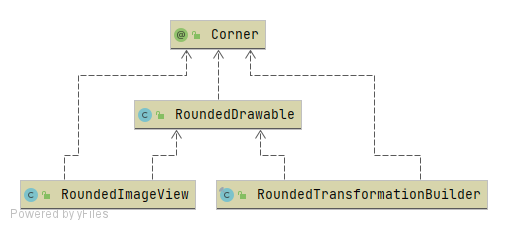 @ Corner
C RoundedDrawable
C RoundedImageView
C RoundedTransformationBuilder
Powered by yFiles